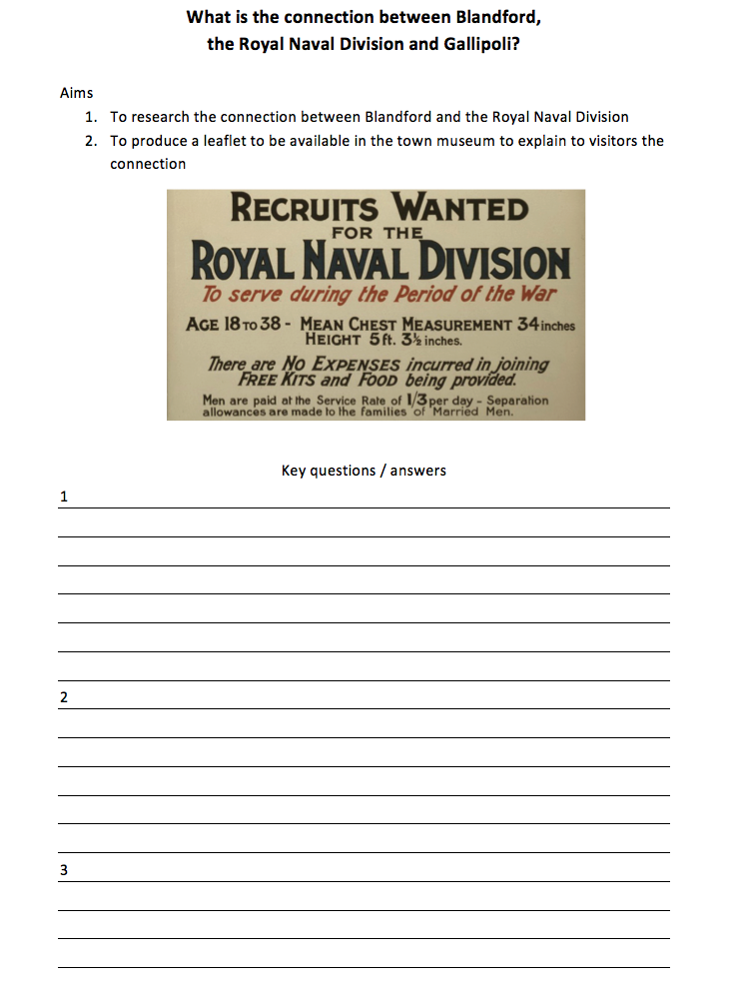 What is the connection between Blandford,
the Royal Naval Division and Gallipoli?
Aims
1. To research the connection between Blandford and the Royal Naval Division
2. To produce a leaflet to be available in the town museum to explain to visitors the
connection
RECRUITS WANTED
FOR THE
ROYAL NAVAL DIVISION
To serve during the Period of the War
AGE 18 TO 38 - MEAN CHEST MEASUREMENT 34 inches
HEIGHT 5 ft. 3½ inches.
There are NO EXPENSES incurred in joining
FREE KITS and FOOD being provided.
Men are paid at the Service Rate of 1/3 per day - Separation
allowances are made to the families of Married Men.
Key questions / answers
1
2
3